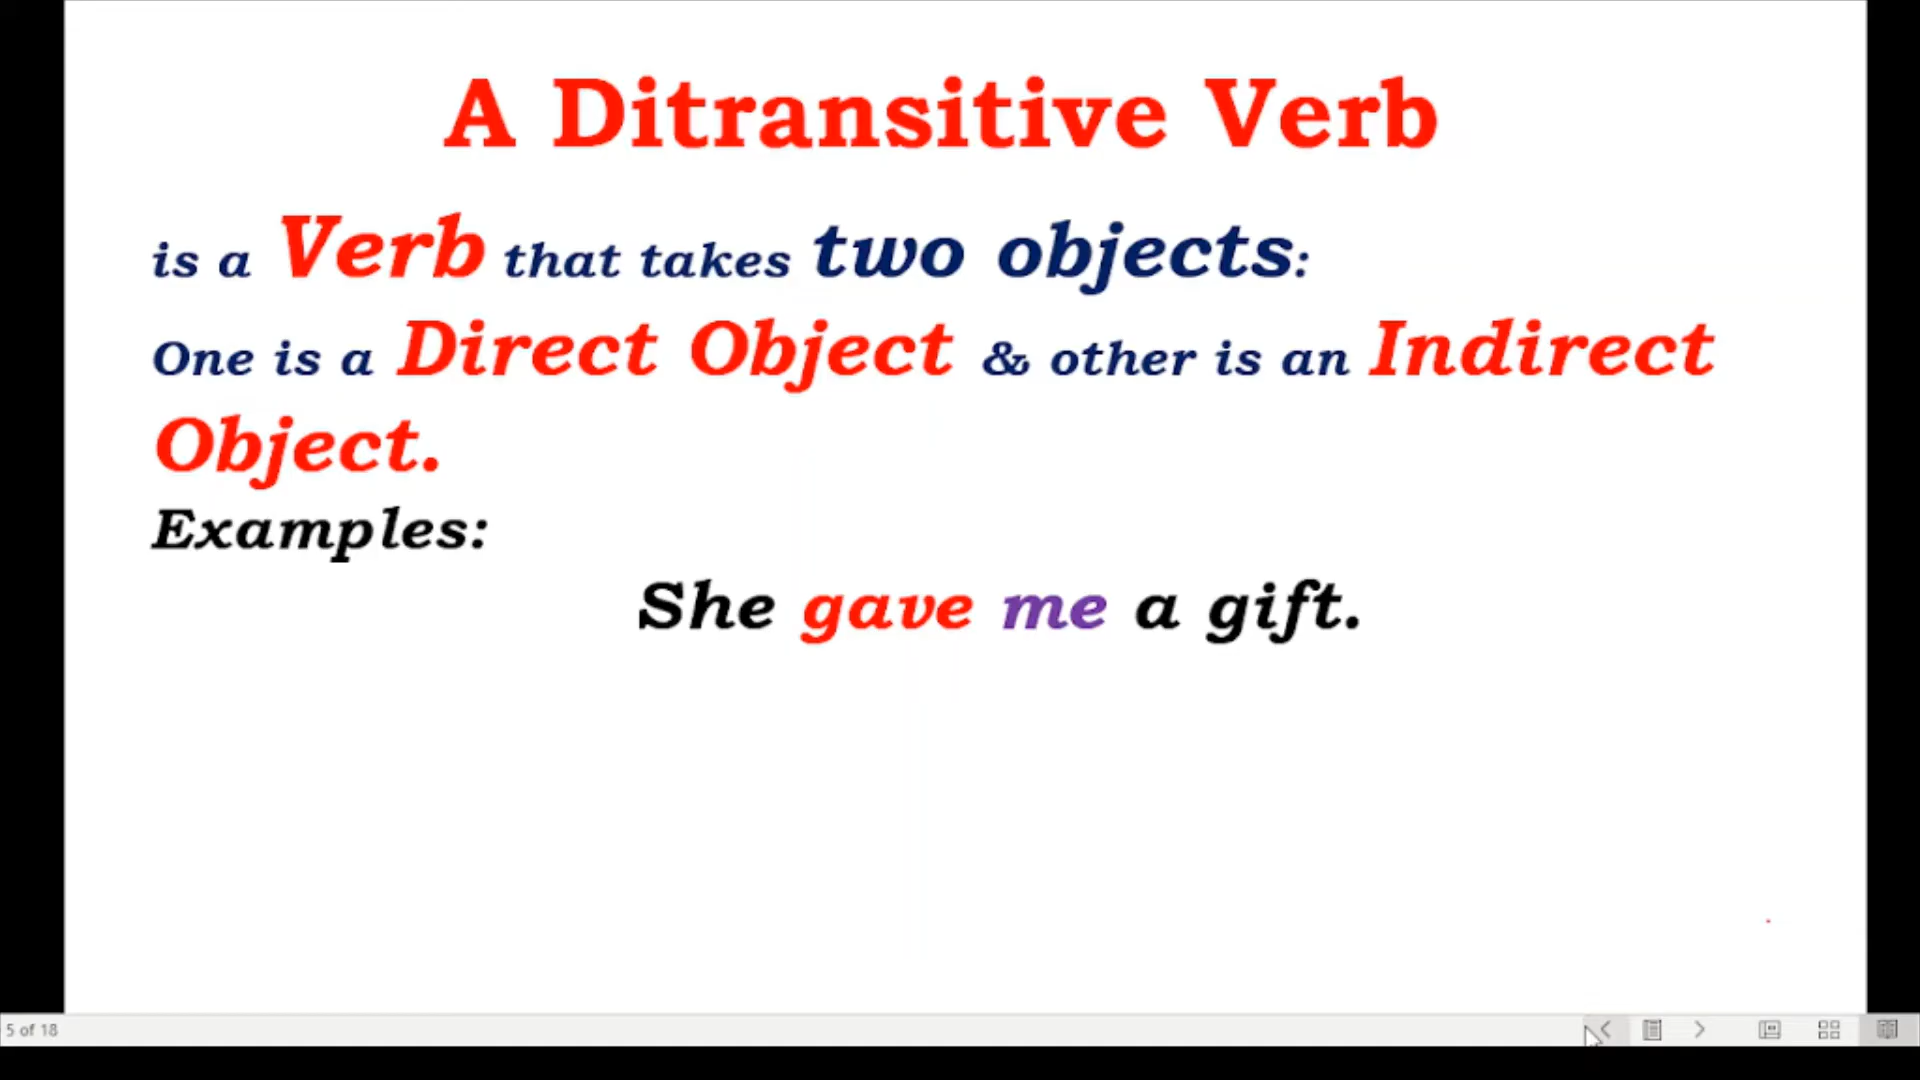 A Ditransitive Verb
is a Verb that takes two objects:
One is a Direct Object & other is an Indirect
Object.
Examples:
She gave me a gift.
5 of 18